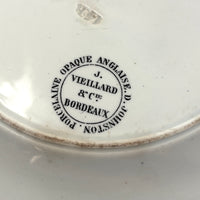 PORCELAINE OPAQUE ANGLAISE. D. JOHNSTON.
J.
VIEILLARD
& Cie
BORDEAUX